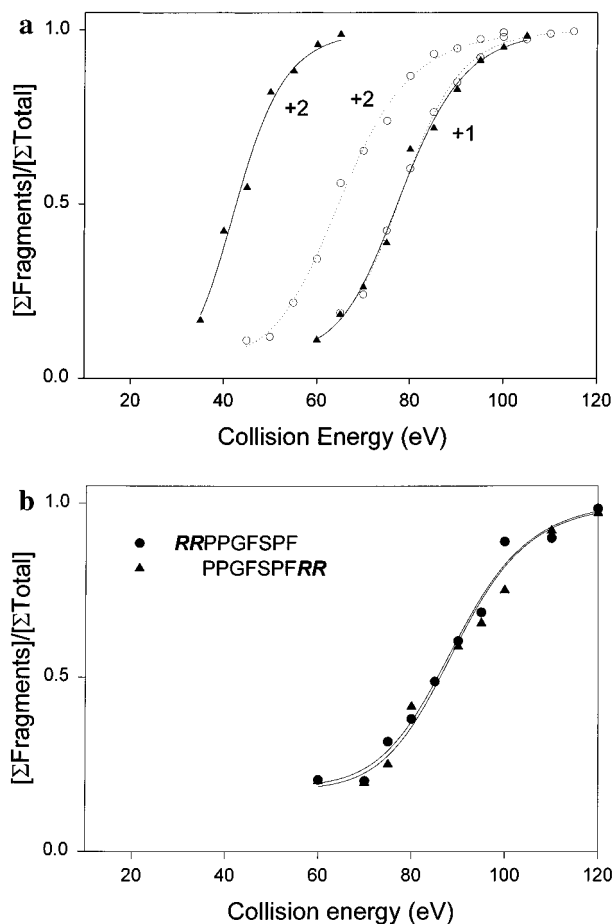 a
1.0
0.5
0.0
[ΣFragments]/[ΣTotal]
+2
+2
+1
20 40 60 80 100 120
Collision Energy (eV)
b
1.0
0.5
0.0
[ΣFragments]/[ΣTotal]
RRPPGFSPF
PPGFSPFRR
20 40 60 80 100 120
Collision energy (eV)